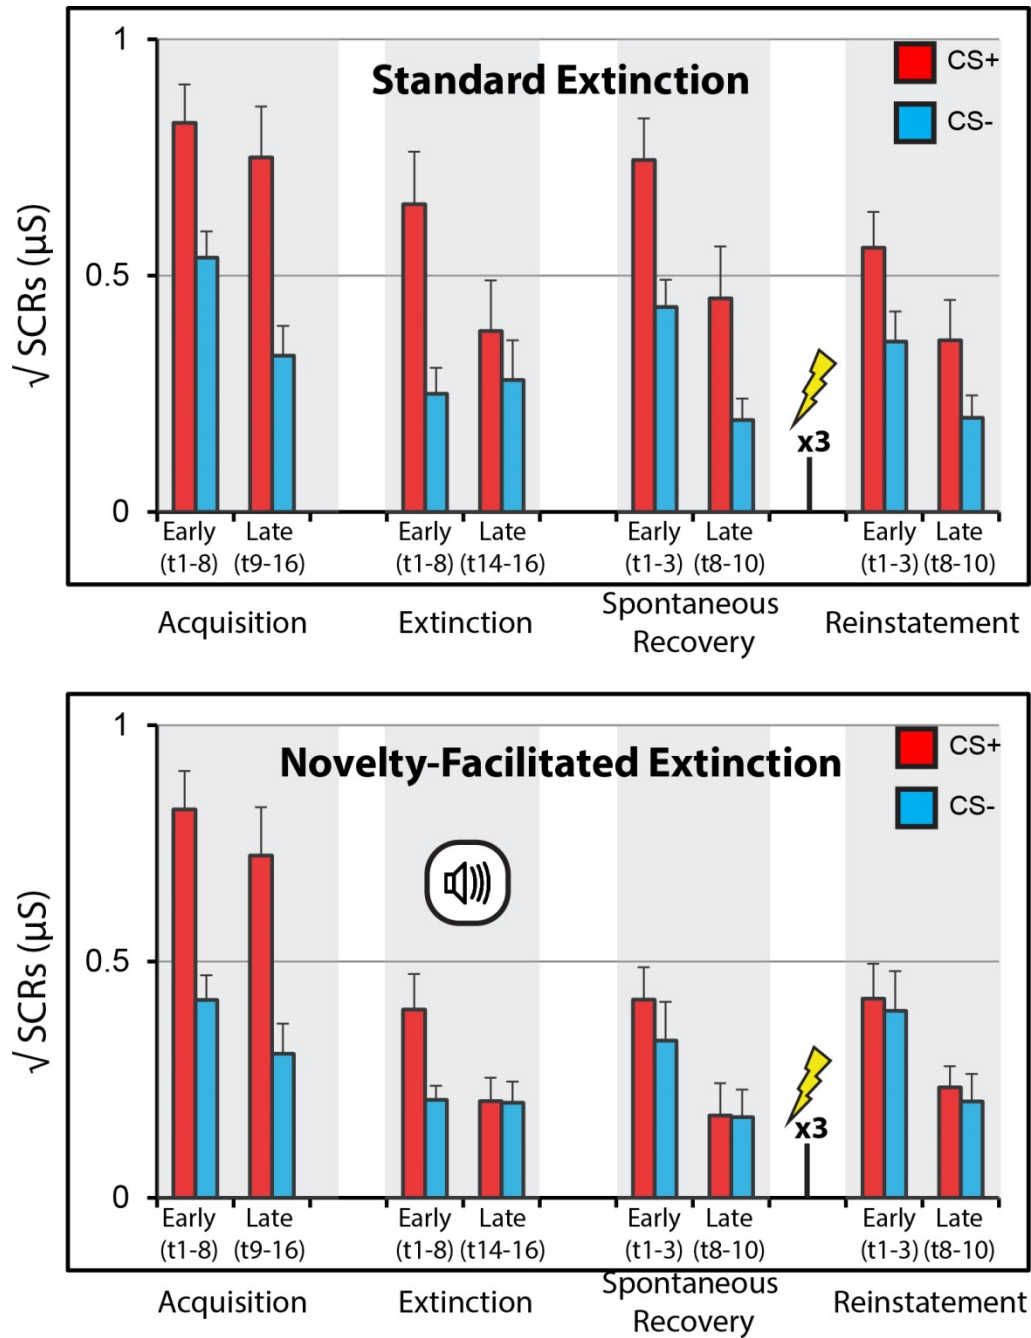 1
Standard Extinction
CS+
CS-
√ SCRs (µS)
0.5
x3
0
Early Late Early Late Early Late Early Late
(t1-8) (t9-16) (t1-8) (t14-16) (t1-3) (t8-10) (t1-3) (t8-10)
Acquisition Extinction Spontaneous Recovery Reinstatement
1
Novelty-Facilitated Extinction
CS+
CS-
√ SCRs (µS)
0.5
x3
0
Early Late Early Late Early Late Early Late
(t1-8) (t9-16) (t1-8) (t14-16) (t1-3) (t8-10) (t1-3) (t8-10)
Acquisition Extinction Spontaneous Recovery Reinstatement